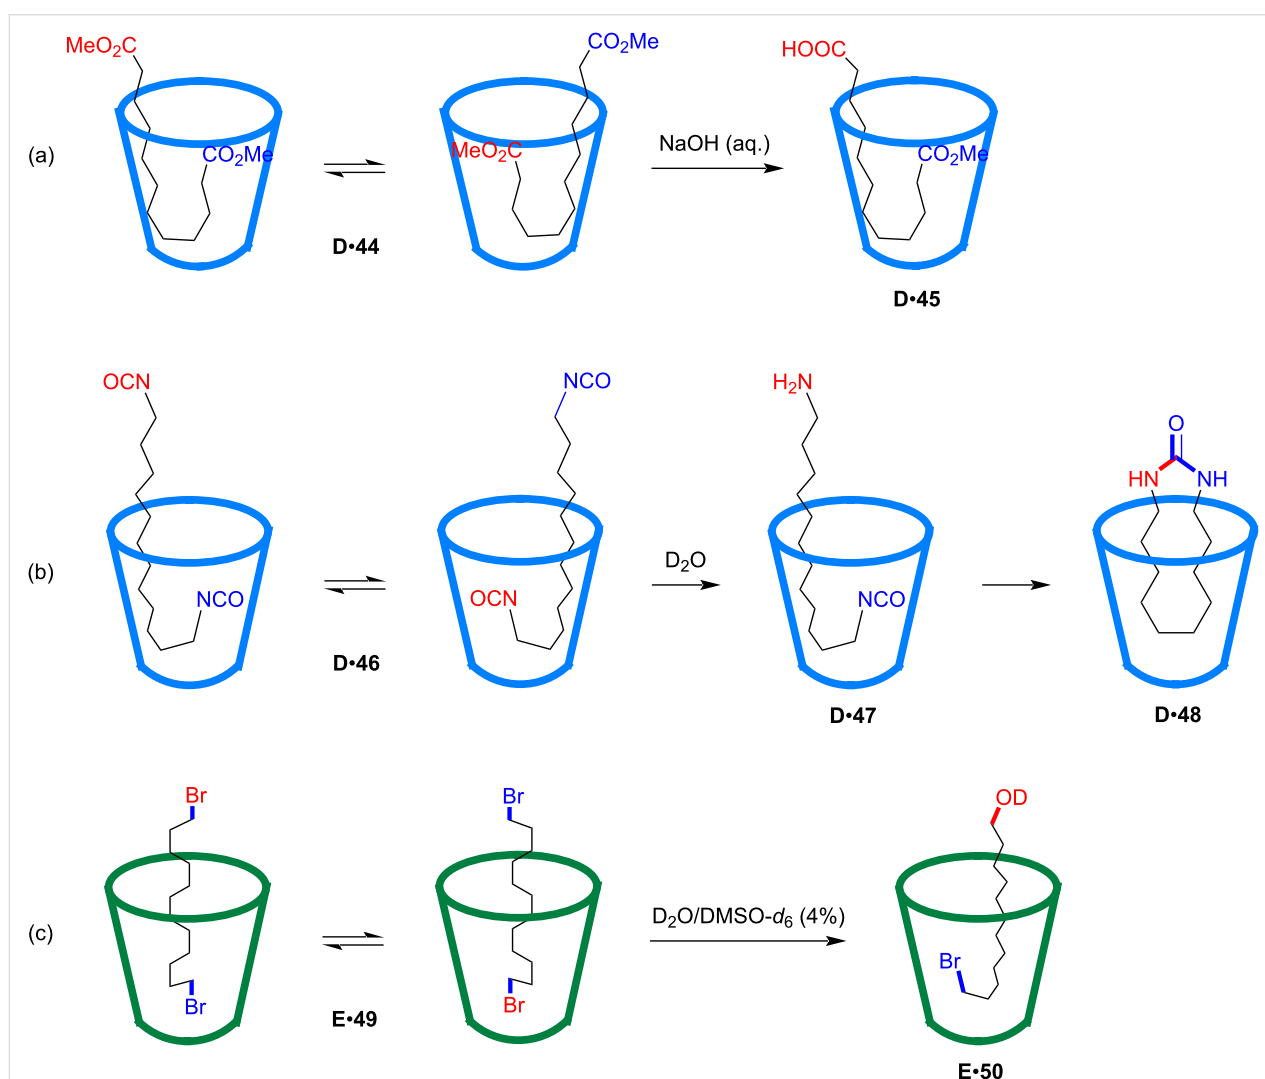 MeO₂C
CO₂Me
HOOC
(a)
CO₂Me
MeO₂C
NaOH (aq.)
CO₂Me
D•44
D•45
OCN
NCO
H₂N
O
HN
NH
(b)
NCO
OCN
D₂O
NCO
D•46
D•47
D•48
Br
Br
OD
(c)
D₂O/DMSO-d₆ (4%)
Br
Br
Br
E•49
E•50